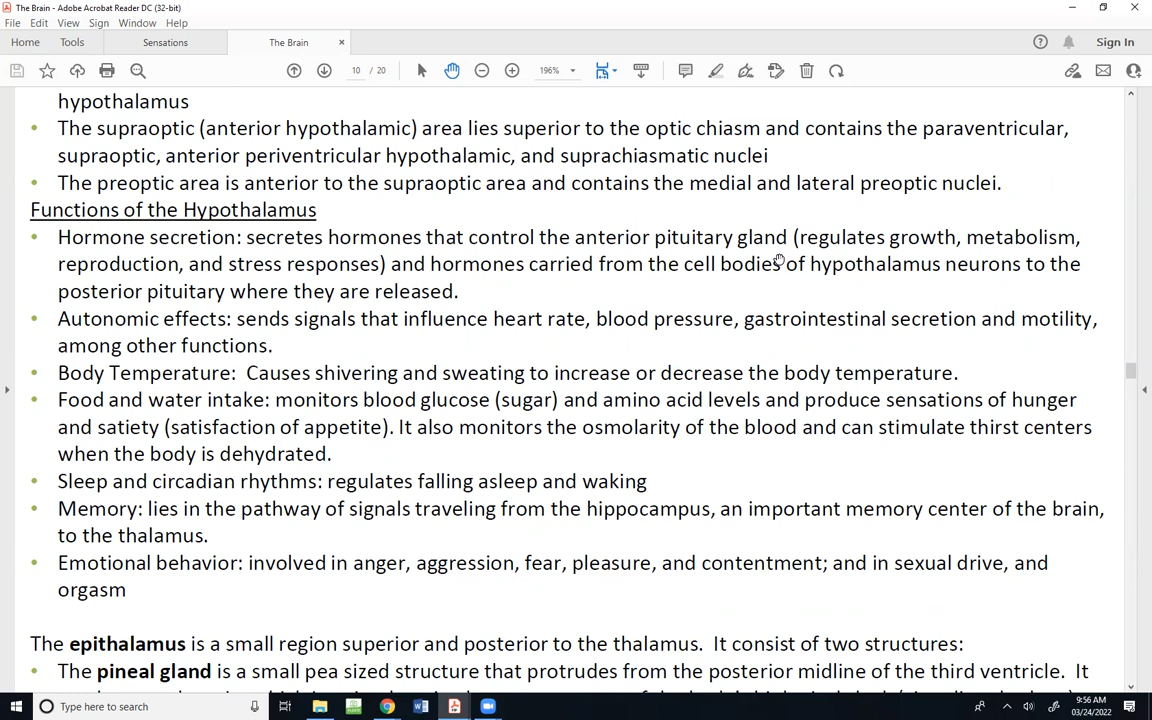 The Brain - Adobe Acrobat Reader DC (32-bit)
File Edit View Sign Window Help
Home Tools Sensations The Brain × Sign In
10 / 20 196%
hypothalamus
• The supraoptic (anterior hypothalamic) area lies superior to the optic chiasm and contains the paraventricular,
supraoptic, anterior periventricular hypothalamic, and suprachiasmatic nuclei
• The preoptic area is anterior to the supraoptic area and contains the medial and lateral preoptic nuclei.
Functions of the Hypothalamus
• Hormone secretion: secretes hormones that control the anterior pituitary gland (regulates growth, metabolism,
reproduction, and stress responses) and hormones carried from the cell bodies of hypothalamus neurons to the
posterior pituitary where they are released.
• Autonomic effects: sends signals that influence heart rate, blood pressure, gastrointestinal secretion and motility,
among other functions.
• Body Temperature: Causes shivering and sweating to increase or decrease the body temperature.
• Food and water intake: monitors blood glucose (sugar) and amino acid levels and produce sensations of hunger
and satiety (satisfaction of appetite). It also monitors the osmolarity of the blood and can stimulate thirst centers
when the body is dehydrated.
• Sleep and circadian rhythms: regulates falling asleep and waking
• Memory: lies in the pathway of signals traveling from the hippocampus, an important memory center of the brain,
to the thalamus.
• Emotional behavior: involved in anger, aggression, fear, pleasure, and contentment; and in sexual drive, and
orgasm
The epithalamus is a small region superior and posterior to the thalamus. It consist of two structures:
• The pineal gland is a small pea sized structure that protrudes from the posterior midline of the third ventricle. It
Type here to search
9:56 AM
03/24/2022